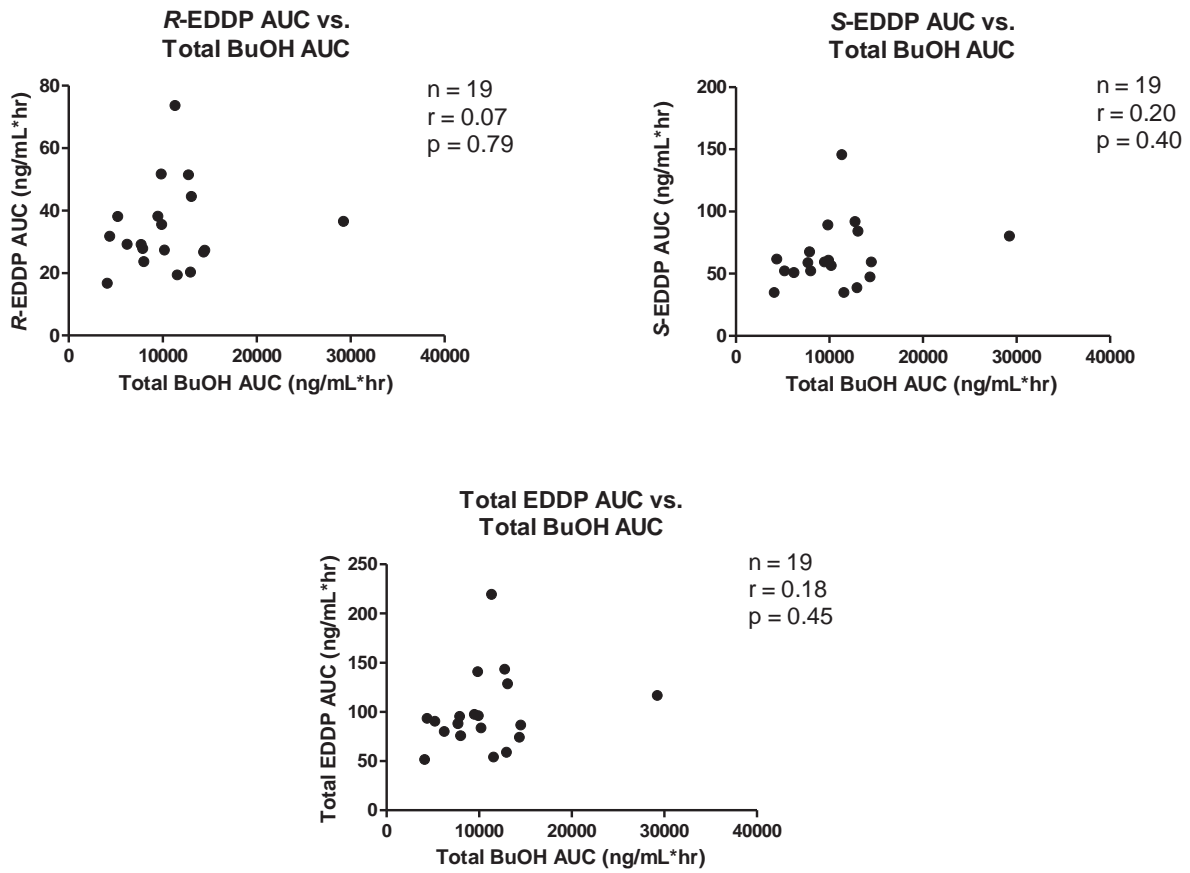 R-EDDP AUC vs.
Total BuOH AUC
n = 19
r = 0.07
p = 0.79
R-EDDP AUC (ng/mL*hr)
80
60
40
20
0
0 10000 20000 30000 40000
Total BuOH AUC (ng/mL*hr)
S-EDDP AUC vs.
Total BuOH AUC
n = 19
r = 0.20
p = 0.40
S-EDDP AUC (ng/mL*hr)
200
150
100
50
0
0 10000 20000 30000 40000
Total BuOH AUC (ng/mL*hr)
Total EDDP AUC vs.
Total BuOH AUC
n = 19
r = 0.18
p = 0.45
Total EDDP AUC (ng/mL*hr)
250
200
150
100
50
0
0 10000 20000 30000 40000
Total BuOH AUC (ng/mL*hr)